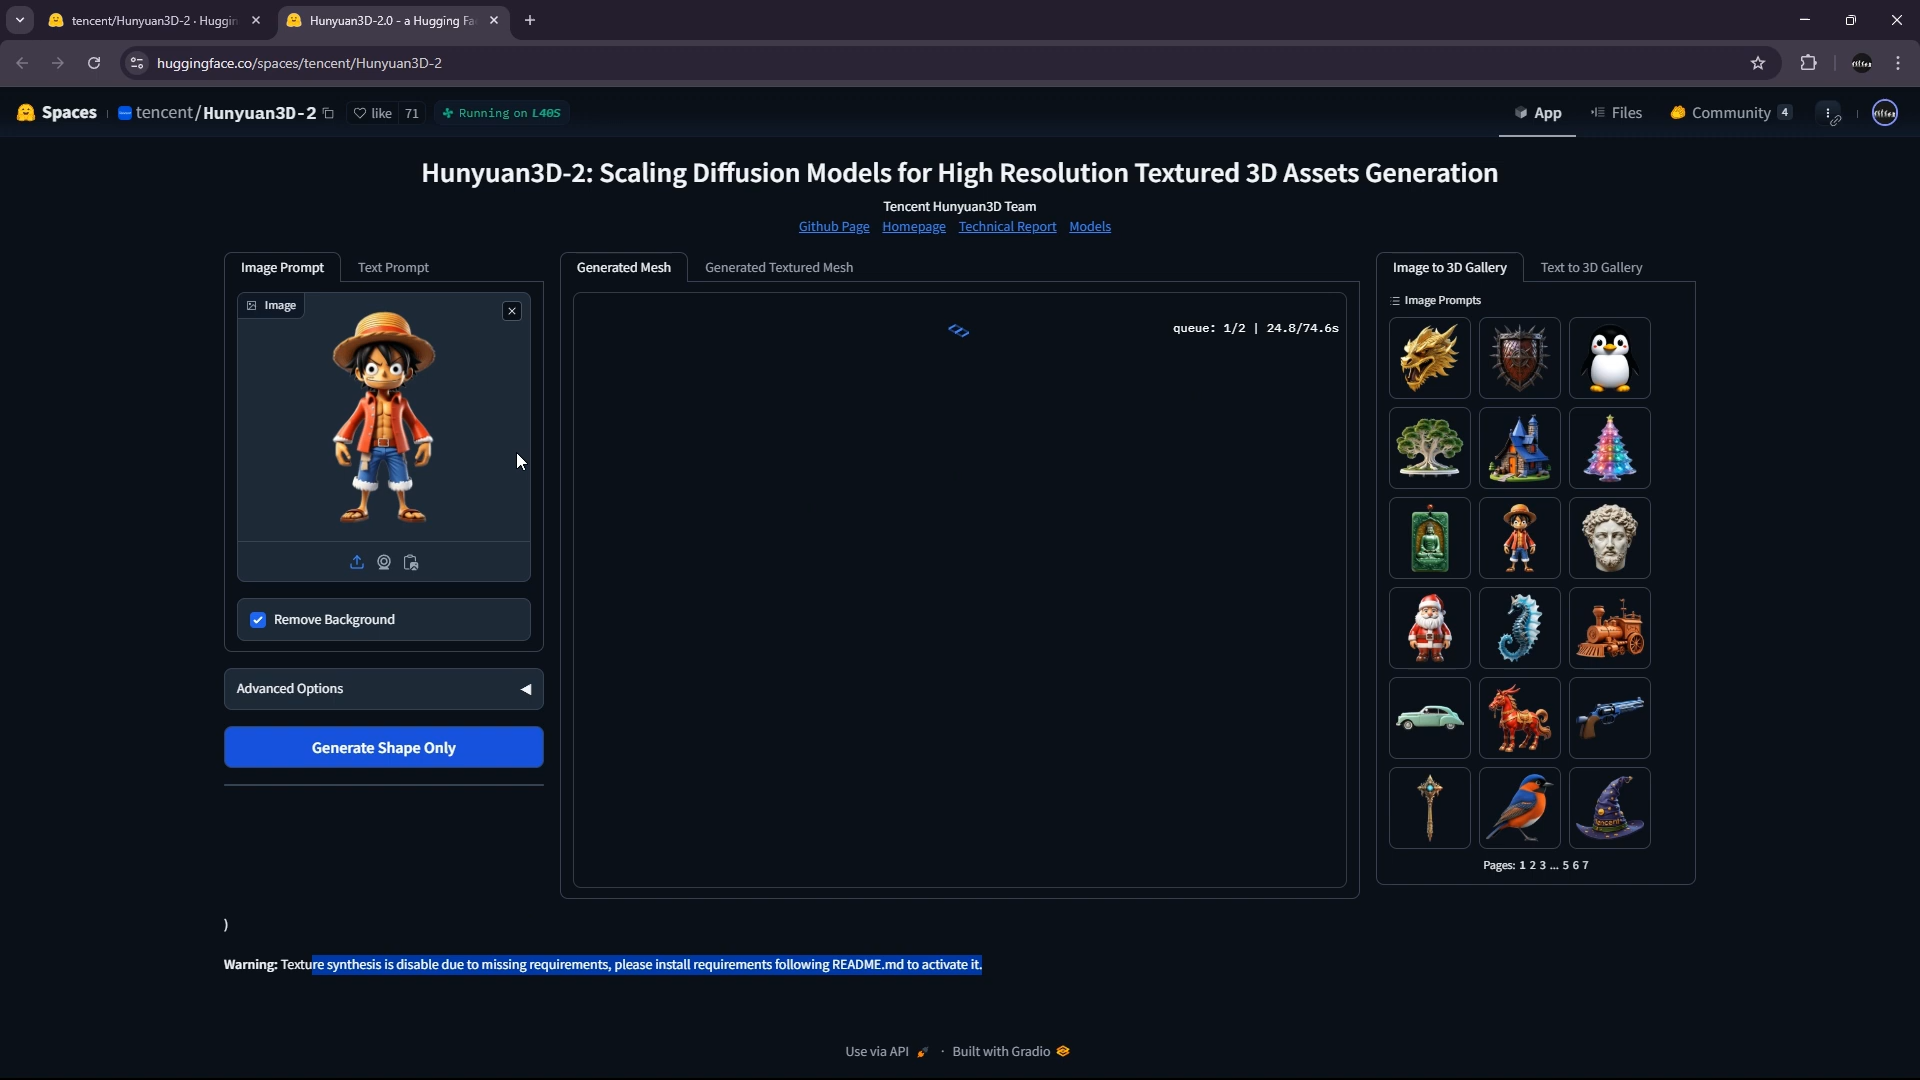 tencent/Hunyuan3D-2 · Huggin
Hunyuan3D-2.0 - a Hugging Fa
huggingface.co/spaces/tencent/Hunyuan3D-2
Spaces
tencent/Hunyuan3D-2
like 71
Running on L40S
App
Files
Community 4
Hunyuan3D-2: Scaling Diffusion Models for High Resolution Textured 3D Assets Generation
Tencent Hunyuan3D Team
Github Page Homepage Technical Report Models
Image Prompt
Text Prompt
Generated Mesh
Generated Textured Mesh
Image to 3D Gallery
Text to 3D Gallery
Image
queue: 1/2 | 24.8/74.6s
Image Prompts
Remove Background
Advanced Options
Generate Shape Only
Pages: 1 2 3 ... 5 6 7
)
Warning: Texture synthesis is disable due to missing requirements, please install requirements following README.md to activate it.
Use via API · Built with Gradio